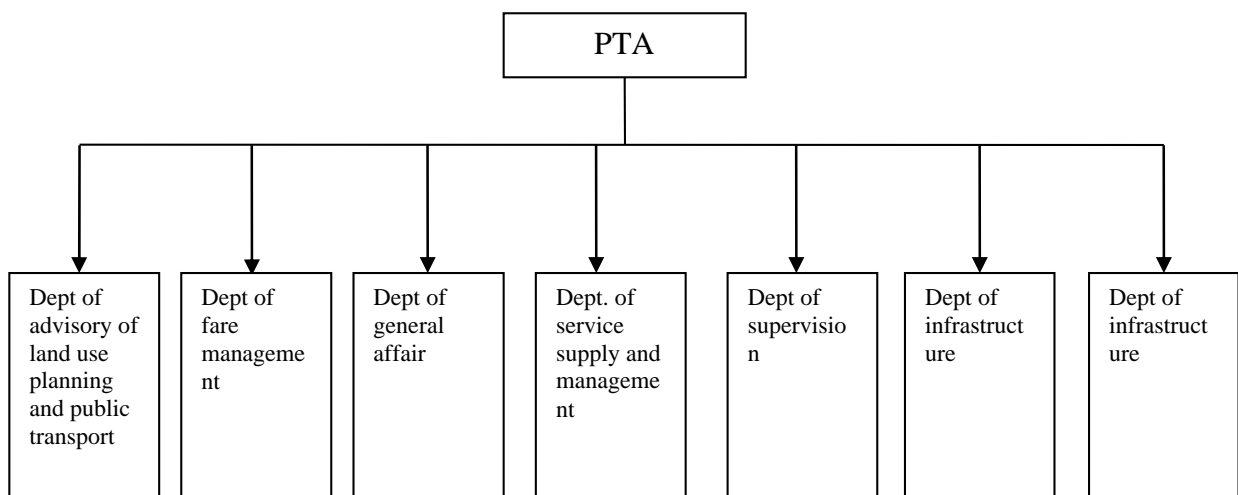 PTA
Dept of
advisory of
land use
planning
and public
transport
Dept of
fare
manageme
nt
Dept of
general
affair
Dept. of
service
supply and
manageme
nt
Dept of
supervisio
n
Dept of
infrastruct
ure
Dept of
infrastruct
ure